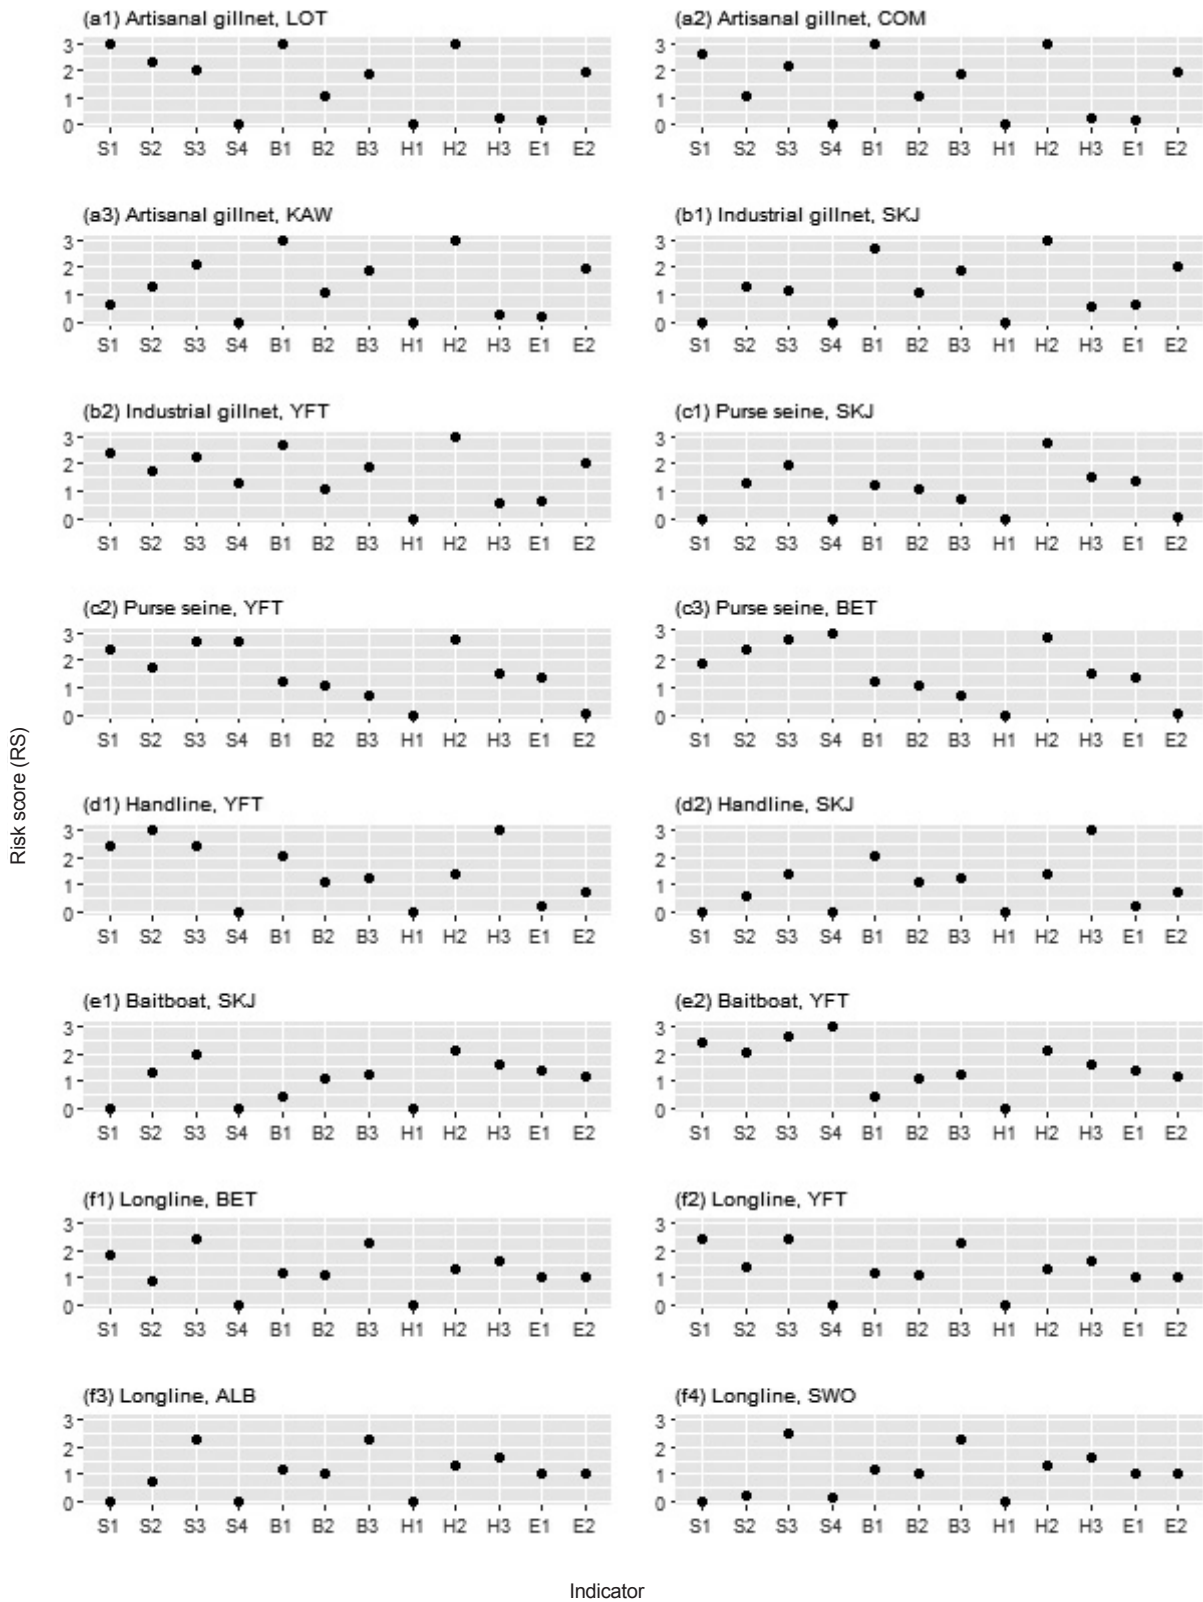 (a1) Artisanal gillnet, LOT
3
2
1
0
S1 S2 S3 S4 B1 B2 B3 H1 H2 H3 E1 E2
(a2) Artisanal gillnet, COM
3
2
1
0
S1 S2 S3 S4 B1 B2 B3 H1 H2 H3 E1 E2
(a3) Artisanal gillnet, KAW
3
2
1
0
S1 S2 S3 S4 B1 B2 B3 H1 H2 H3 E1 E2
(b1) Industrial gillnet, SKJ
3
2
1
0
S1 S2 S3 S4 B1 B2 B3 H1 H2 H3 E1 E2
(b2) Industrial gillnet, YFT
3
2
1
0
S1 S2 S3 S4 B1 B2 B3 H1 H2 H3 E1 E2
(c1) Purse seine, SKJ
3
2
1
0
S1 S2 S3 S4 B1 B2 B3 H1 H2 H3 E1 E2
(c2) Purse seine, YFT
3
2
1
0
S1 S2 S3 S4 B1 B2 B3 H1 H2 H3 E1 E2
(c3) Purse seine, BET
3
2
1
0
S1 S2 S3 S4 B1 B2 B3 H1 H2 H3 E1 E2
Risk score (RS)
(d1) Handline, YFT
3
2
1
0
S1 S2 S3 S4 B1 B2 B3 H1 H2 H3 E1 E2
(d2) Handline, SKJ
3
2
1
0
S1 S2 S3 S4 B1 B2 B3 H1 H2 H3 E1 E2
(e1) Baitboat, SKJ
3
2
1
0
S1 S2 S3 S4 B1 B2 B3 H1 H2 H3 E1 E2
(e2) Baitboat, YFT
3
2
1
0
S1 S2 S3 S4 B1 B2 B3 H1 H2 H3 E1 E2
(f1) Longline, BET
3
2
1
0
S1 S2 S3 S4 B1 B2 B3 H1 H2 H3 E1 E2
(f2) Longline, YFT
3
2
1
0
S1 S2 S3 S4 B1 B2 B3 H1 H2 H3 E1 E2
(f3) Longline, ALB
3
2
1
0
S1 S2 S3 S4 B1 B2 B3 H1 H2 H3 E1 E2
(f4) Longline, SWO
3
2
1
0
S1 S2 S3 S4 B1 B2 B3 H1 H2 H3 E1 E2
Indicator